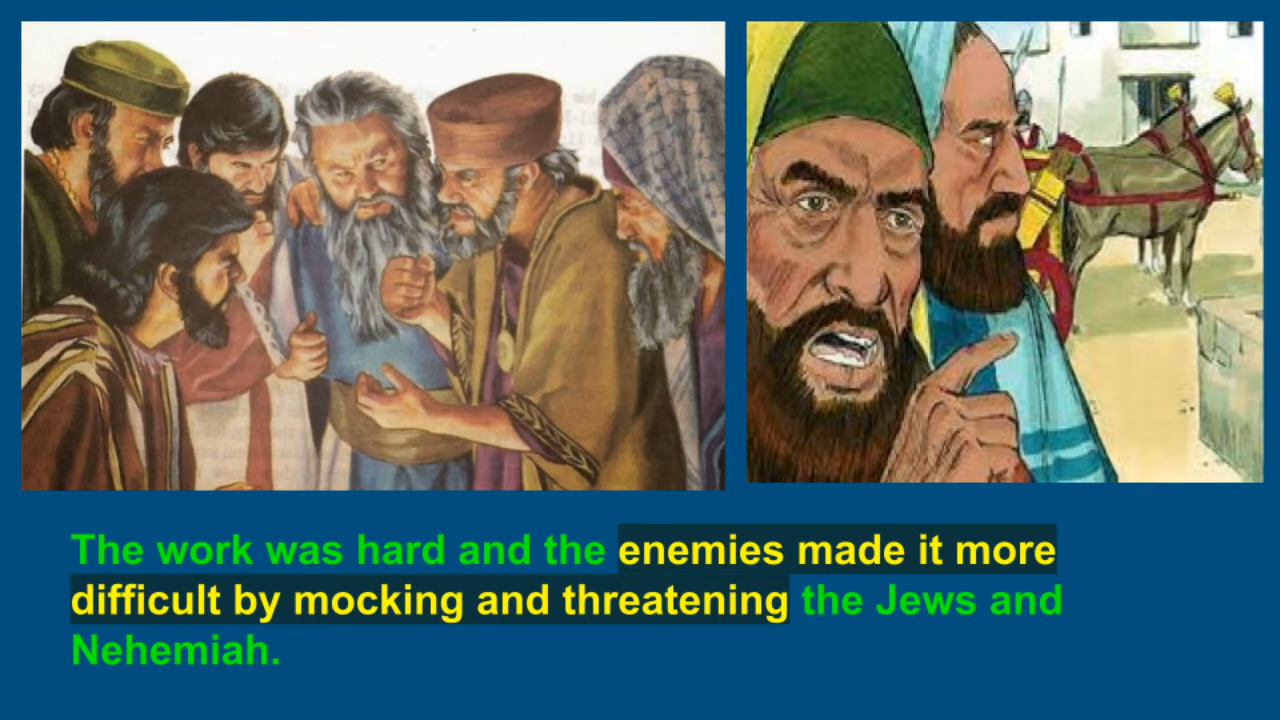 The work was hard and the enemies made it more
difficult by mocking and threatening the Jews and
Nehemiah.